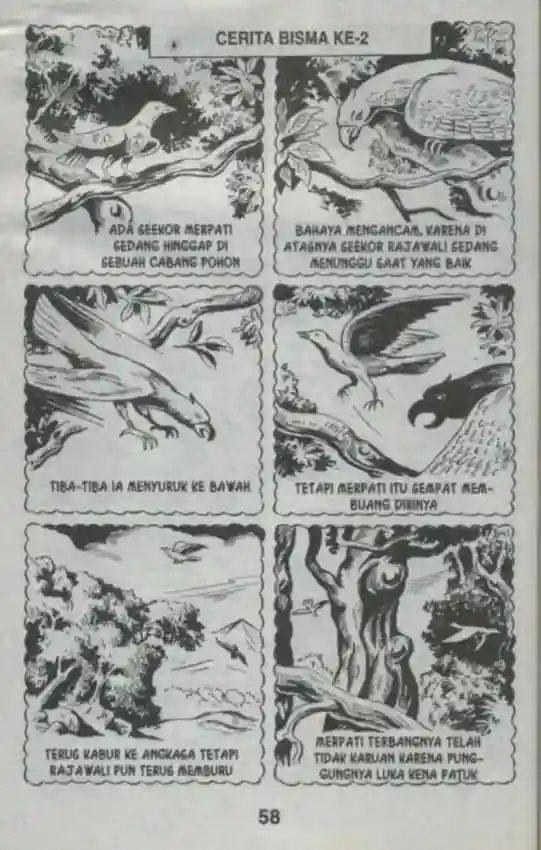 CERITA BISMA KE-2
ADA SEEKOR MERPATI
SEDANG HINGGAP DI
SEBUAH CABANG POHON
BAHAYA MENGANCAM, KARENA DI
ATASNYA SEEKOR RAJAWALI SEDANG
MENUNGGU SAAT YANG BAIK
TIBA-TIBA IA MENYURUK KE BAWAH
TETAPI MERPATI ITU SEMPAT MEM-
BUANG DIRINYA
TERUS KABUR KE ANGKASA TETAPI
RAJAWALI PUN TERUS MEMBURU
MERPATI TERBANGNYA TELAH
TIDAK KARUAN KARENA PUNG-
GUNGNYA LUKA KENA PATUK
58